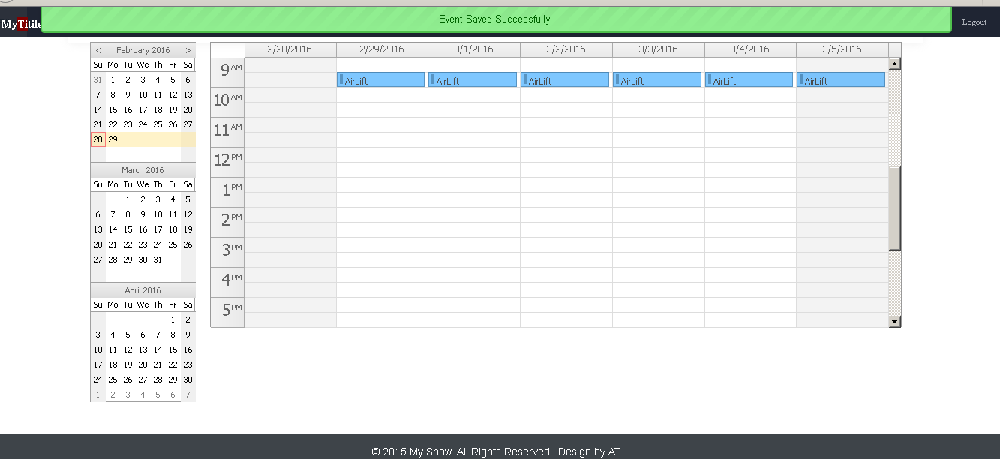 Event Saved Successfully.
MyTitile
Logout
< February 2016 >
Su Mo Tu We Th Fr Sa
31 1 2 3 4 5 6
7 8 9 10 11 12 13
14 15 16 17 18 19 20
21 22 23 24 25 26 27
28 29
March 2016
Su Mo Tu We Th Fr Sa
1 2 3 4 5
6 7 8 9 10 11 12
13 14 15 16 17 18 19
20 21 22 23 24 25 26
27 28 29 30 31
April 2016
Su Mo Tu We Th Fr Sa
1 2
3 4 5 6 7 8 9
10 11 12 13 14 15 16
17 18 19 20 21 22 23
24 25 26 27 28 29 30
1 2 3 4 5 6 7
2/28/2016 2/29/2016 3/1/2016 3/2/2016 3/3/2016 3/4/2016 3/5/2016
9 AM
AirLift AirLift AirLift AirLift AirLift AirLift
10 AM
11 AM
12 PM
1 PM
2 PM
3 PM
4 PM
5 PM
© 2015 My Show. All Rights Reserved | Design by AT